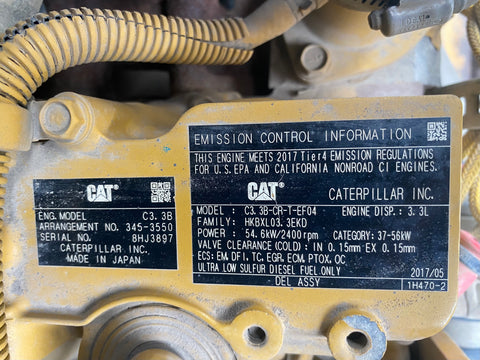 IDEAL
CAT
ENG. MODEL C3. 3B
ARRANGEMENT NO. 345-3550
SERIAL NO. 8HJ3897
CATERPILLAR INC.
MADE IN JAPAN
EMISSION CONTROL INFORMATION
THIS ENGINE MEETS 2017 Tier4 EMISSION REGULATIONS
FOR U.S. EPA AND CALIFORNIA NONROAD CI ENGINES.
CAT CATERPILLAR INC.
MODEL : C3. 3B-CR-T-EF04 ENGINE DISP.: 3. 3L
FAMILY: HKBXL03. 3EKD
POWER : 54. 6kW/2400rpm CATEGORY: 37-56kW
VALVE CLEARANCE (COLD) IN 0.15mm EX 0.15mm
ECS: EM, DFI, TC, EGR, ECM, PTOX, OC
ULTRA LOW SULFUR DIESEL FUEL ONLY 2017/05
DEL ASSY 1H470-2